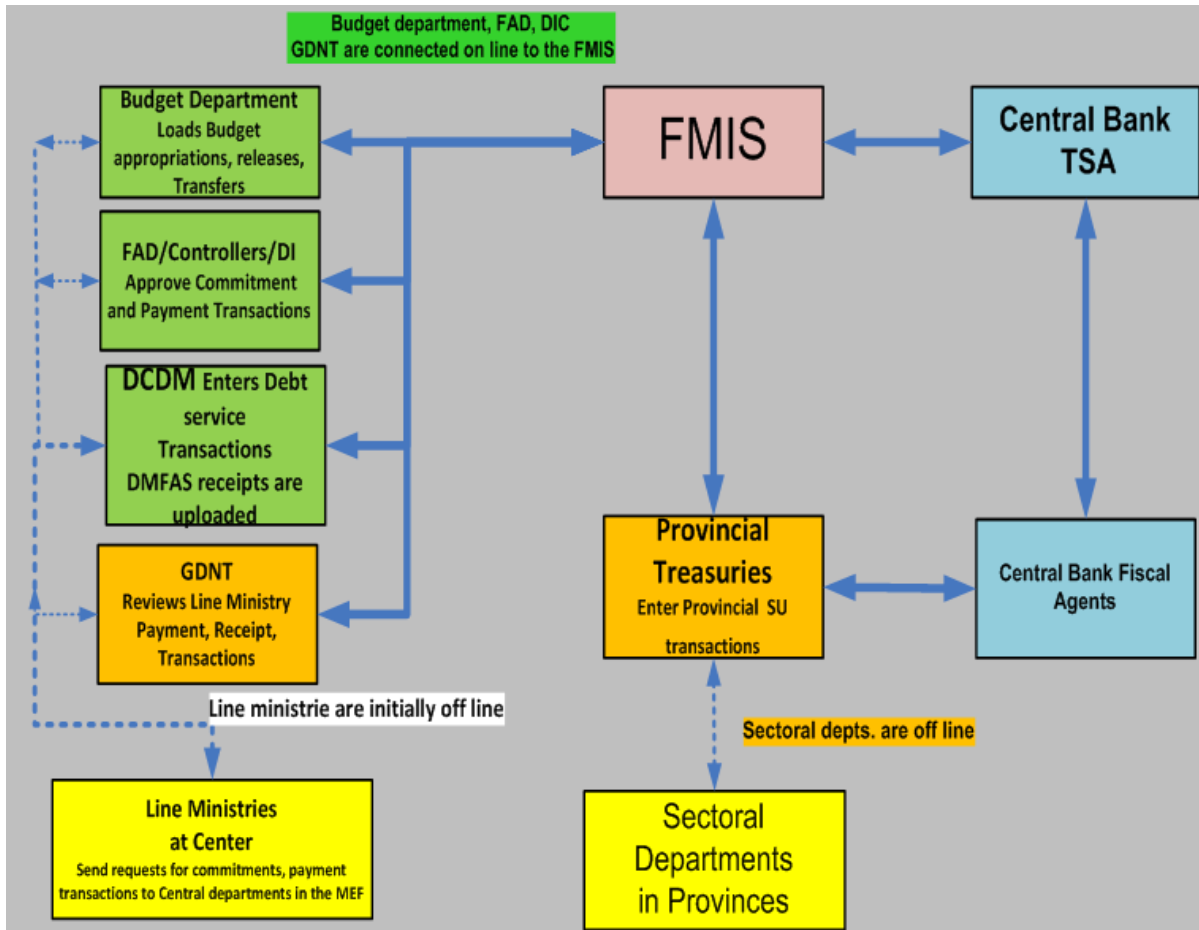 Budget department, FAD, DIC
GDNT are connected on line to the FMIS
Budget Department
Loads Budget
appropriations, releases,
Transfers
FAD/Controllers/DI
Approve Commitment
and Payment Transactions
DCDM Enters Debt
service
Transactions
DMFAS receipts are
uploaded
GDNT
Reviews Line Ministry
Payment, Receipt,
Transactions
Line ministrie are initially off line
Line Ministries
at Center
Send requests for commitments, payment
transactions to Central departments in the MEF
FMIS
Central Bank
TSA
Provincial
Treasuries
Enter Provincial SU
transactions
Central Bank Fiscal
Agents
Sectoral depts. are off line
Sectoral
Departments
in Provinces